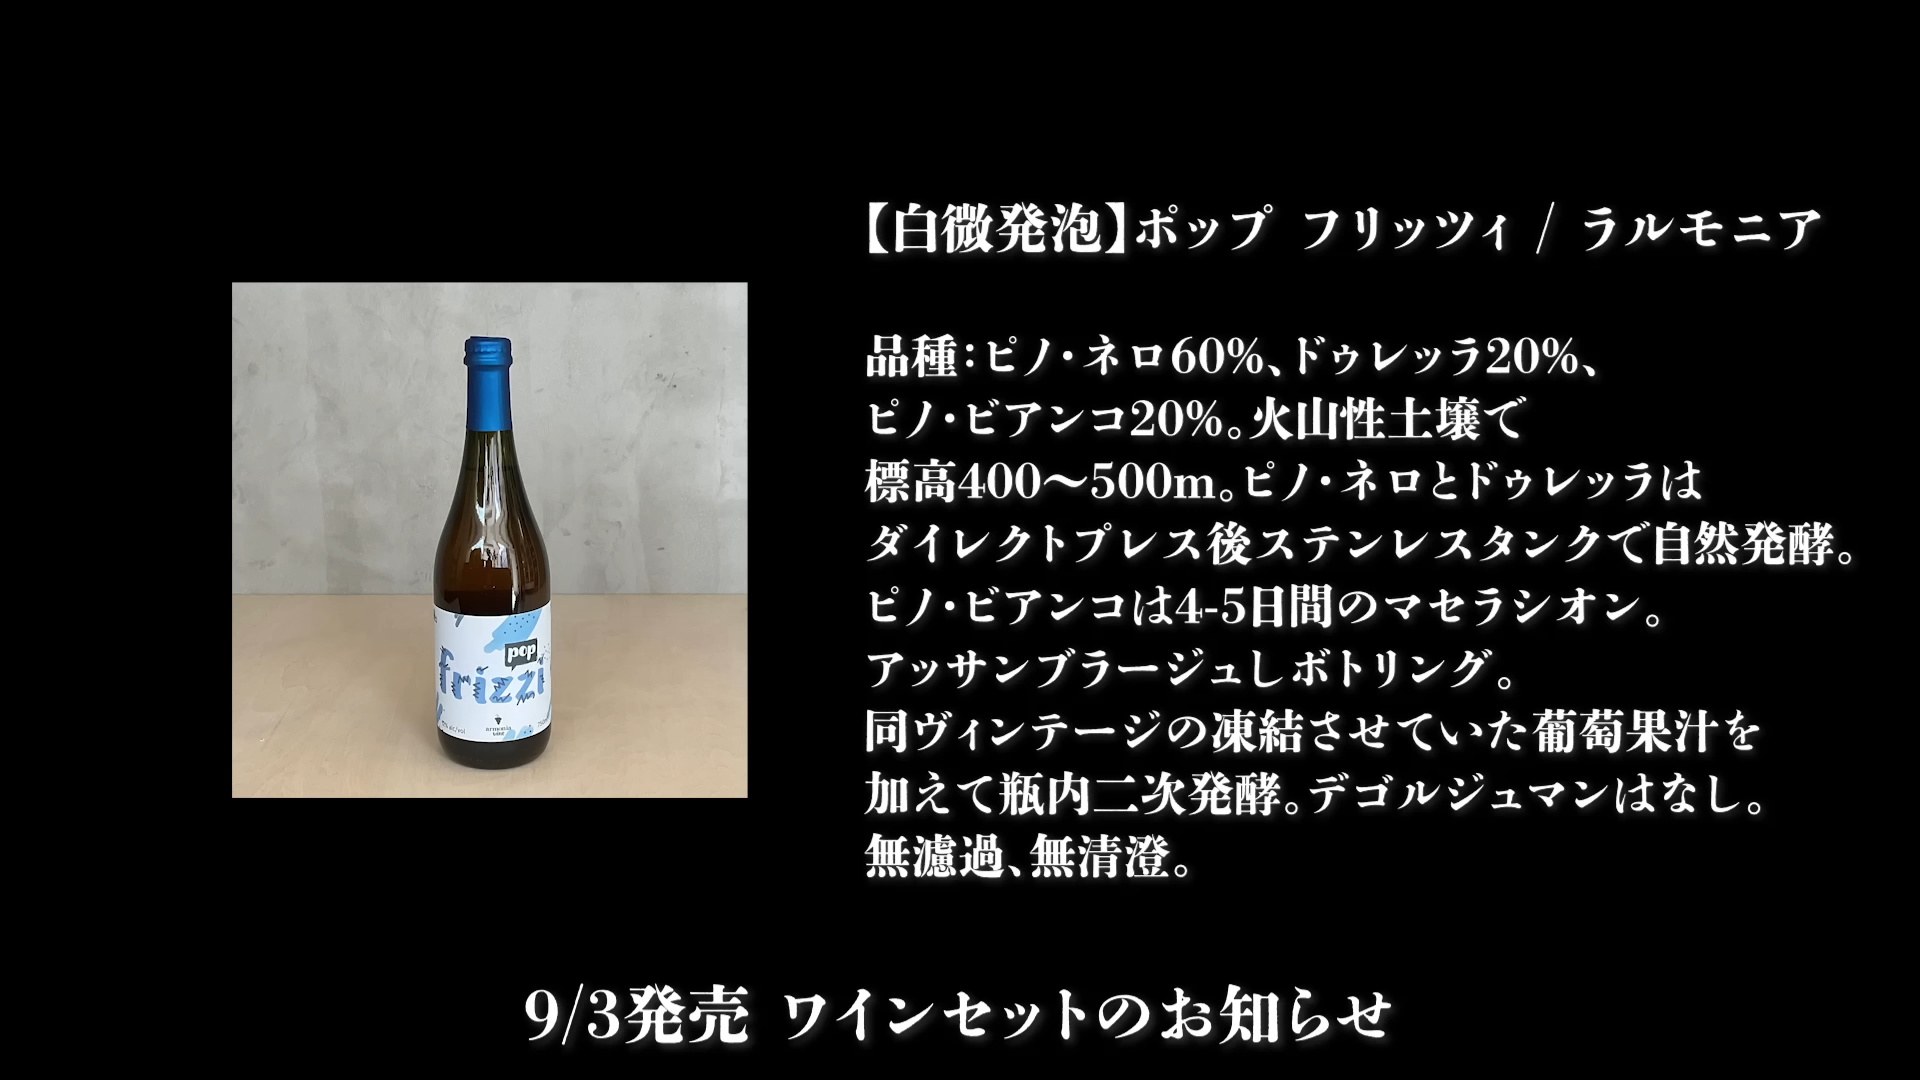 【白微発泡】ポップ フリッツィ / ラルモニア
品種：ピノ・ネロ60%、ドゥレッラ20%、
ピノ・ビアンコ20%。火山性土壌で
標高400〜500m。ピノ・ネロとドゥレッラは
ダイレクトプレス後ステンレスタンクで自然発酵。
ピノ・ビアンコは4-5日間のマセラシオン。
アッサンブラージュしボトリング。
同ヴィンテージの凍結させていた葡萄果汁を
加えて瓶内二次発酵。デゴルジュマンはなし。
無濾過、無清澄。
pop
frizzi
9/3発売 ワインセットのお知らせ